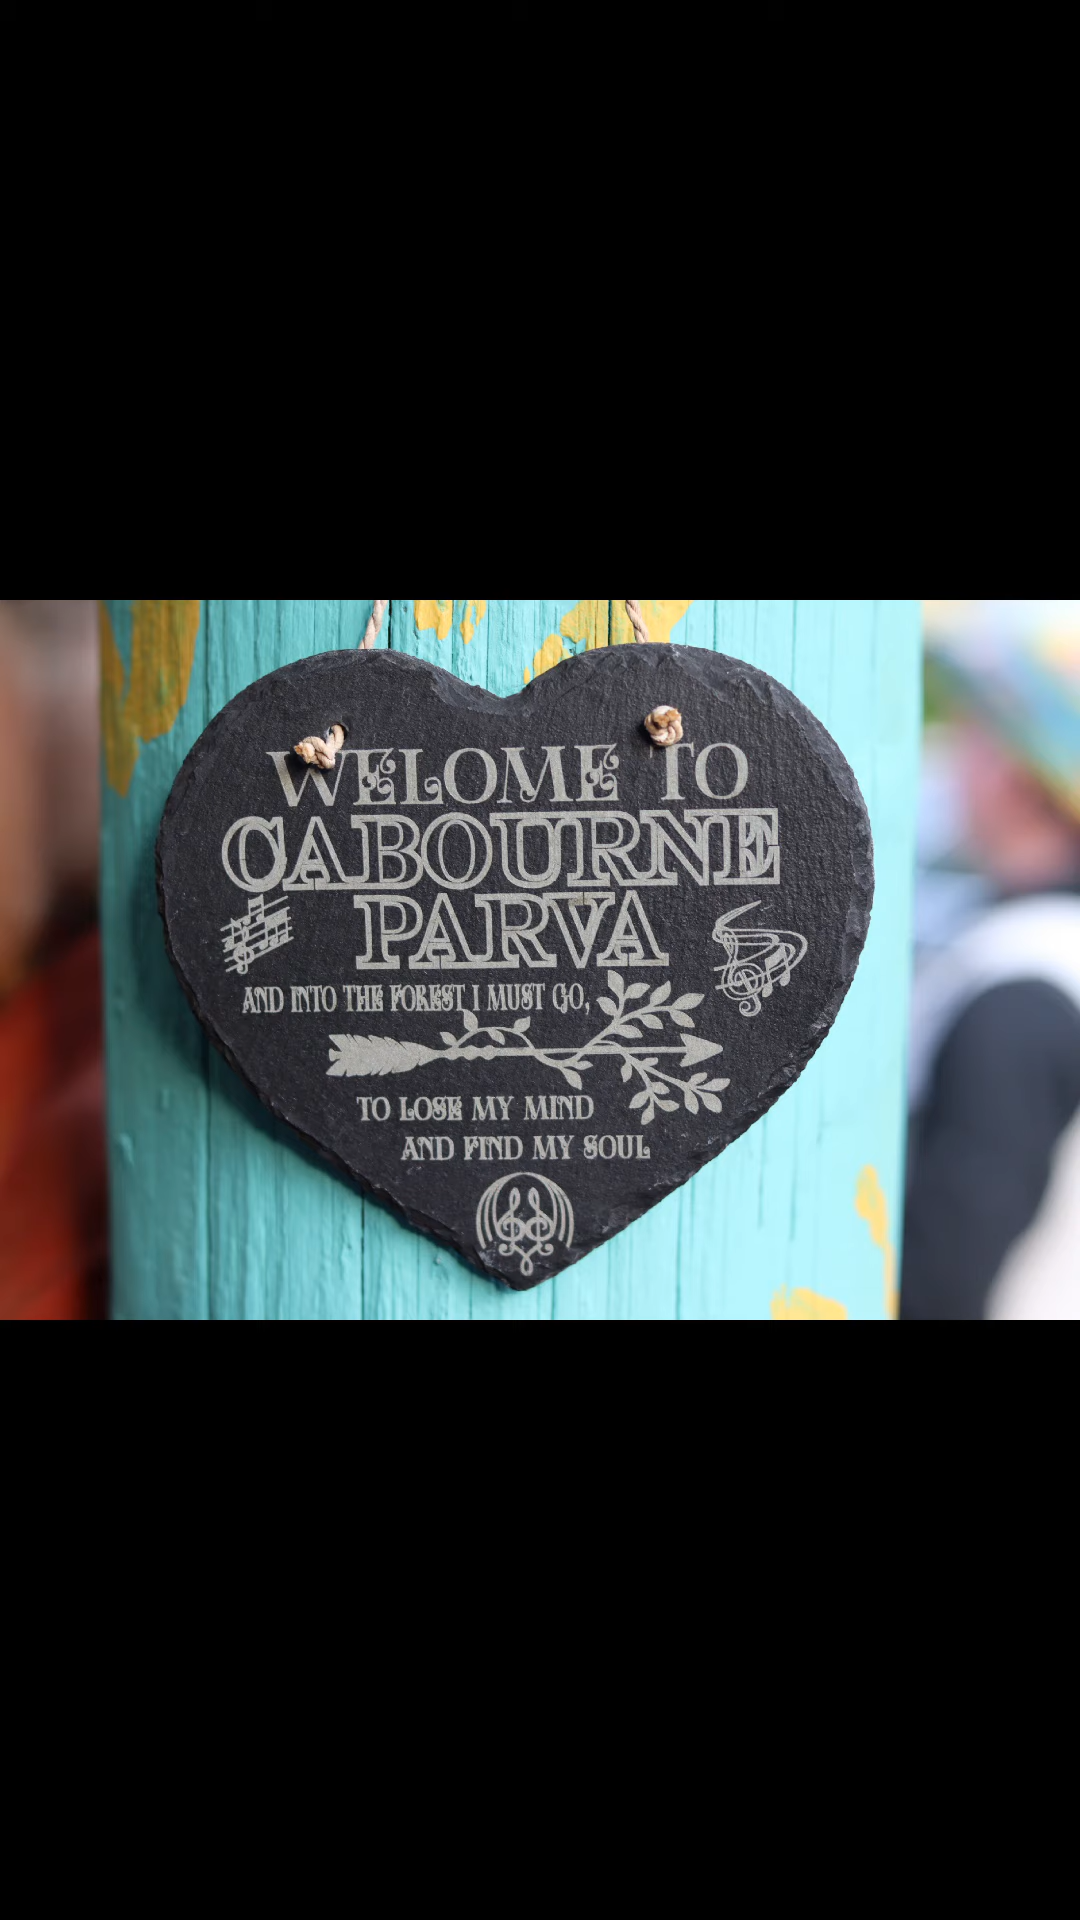 WELOME TO
CABOURNE
PARVA
AND INTO THE FOREST I MUST GO,
TO LOSE MY MIND
AND FIND MY SOUL